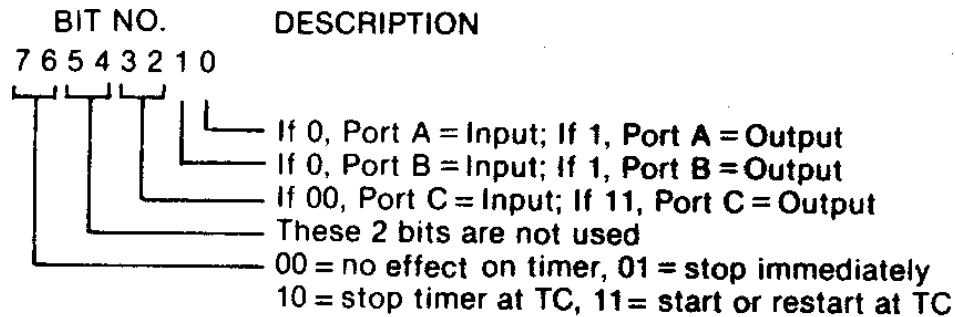 BIT NO. DESCRIPTION
7 6 5 4 3 2 1 0
If 0, Port A = Input; If 1, Port A = Output
If 0, Port B = Input; If 1, Port B = Output
If 00, Port C = Input; If 11, Port C = Output
These 2 bits are not used
00 = no effect on timer, 01 = stop immediately
10 = stop timer at TC, 11 = start or restart at TC